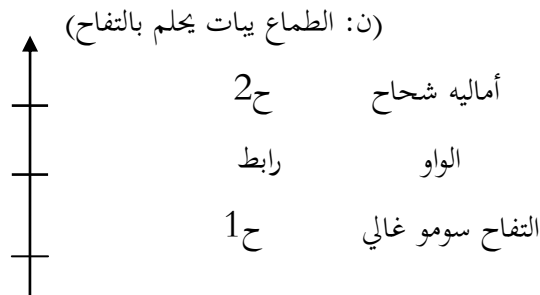 (ن: الطماع يبات يحلم بالتفاح)
أماليه شحاح ح2
الواو رابط
التفاح سومو غالي ح1